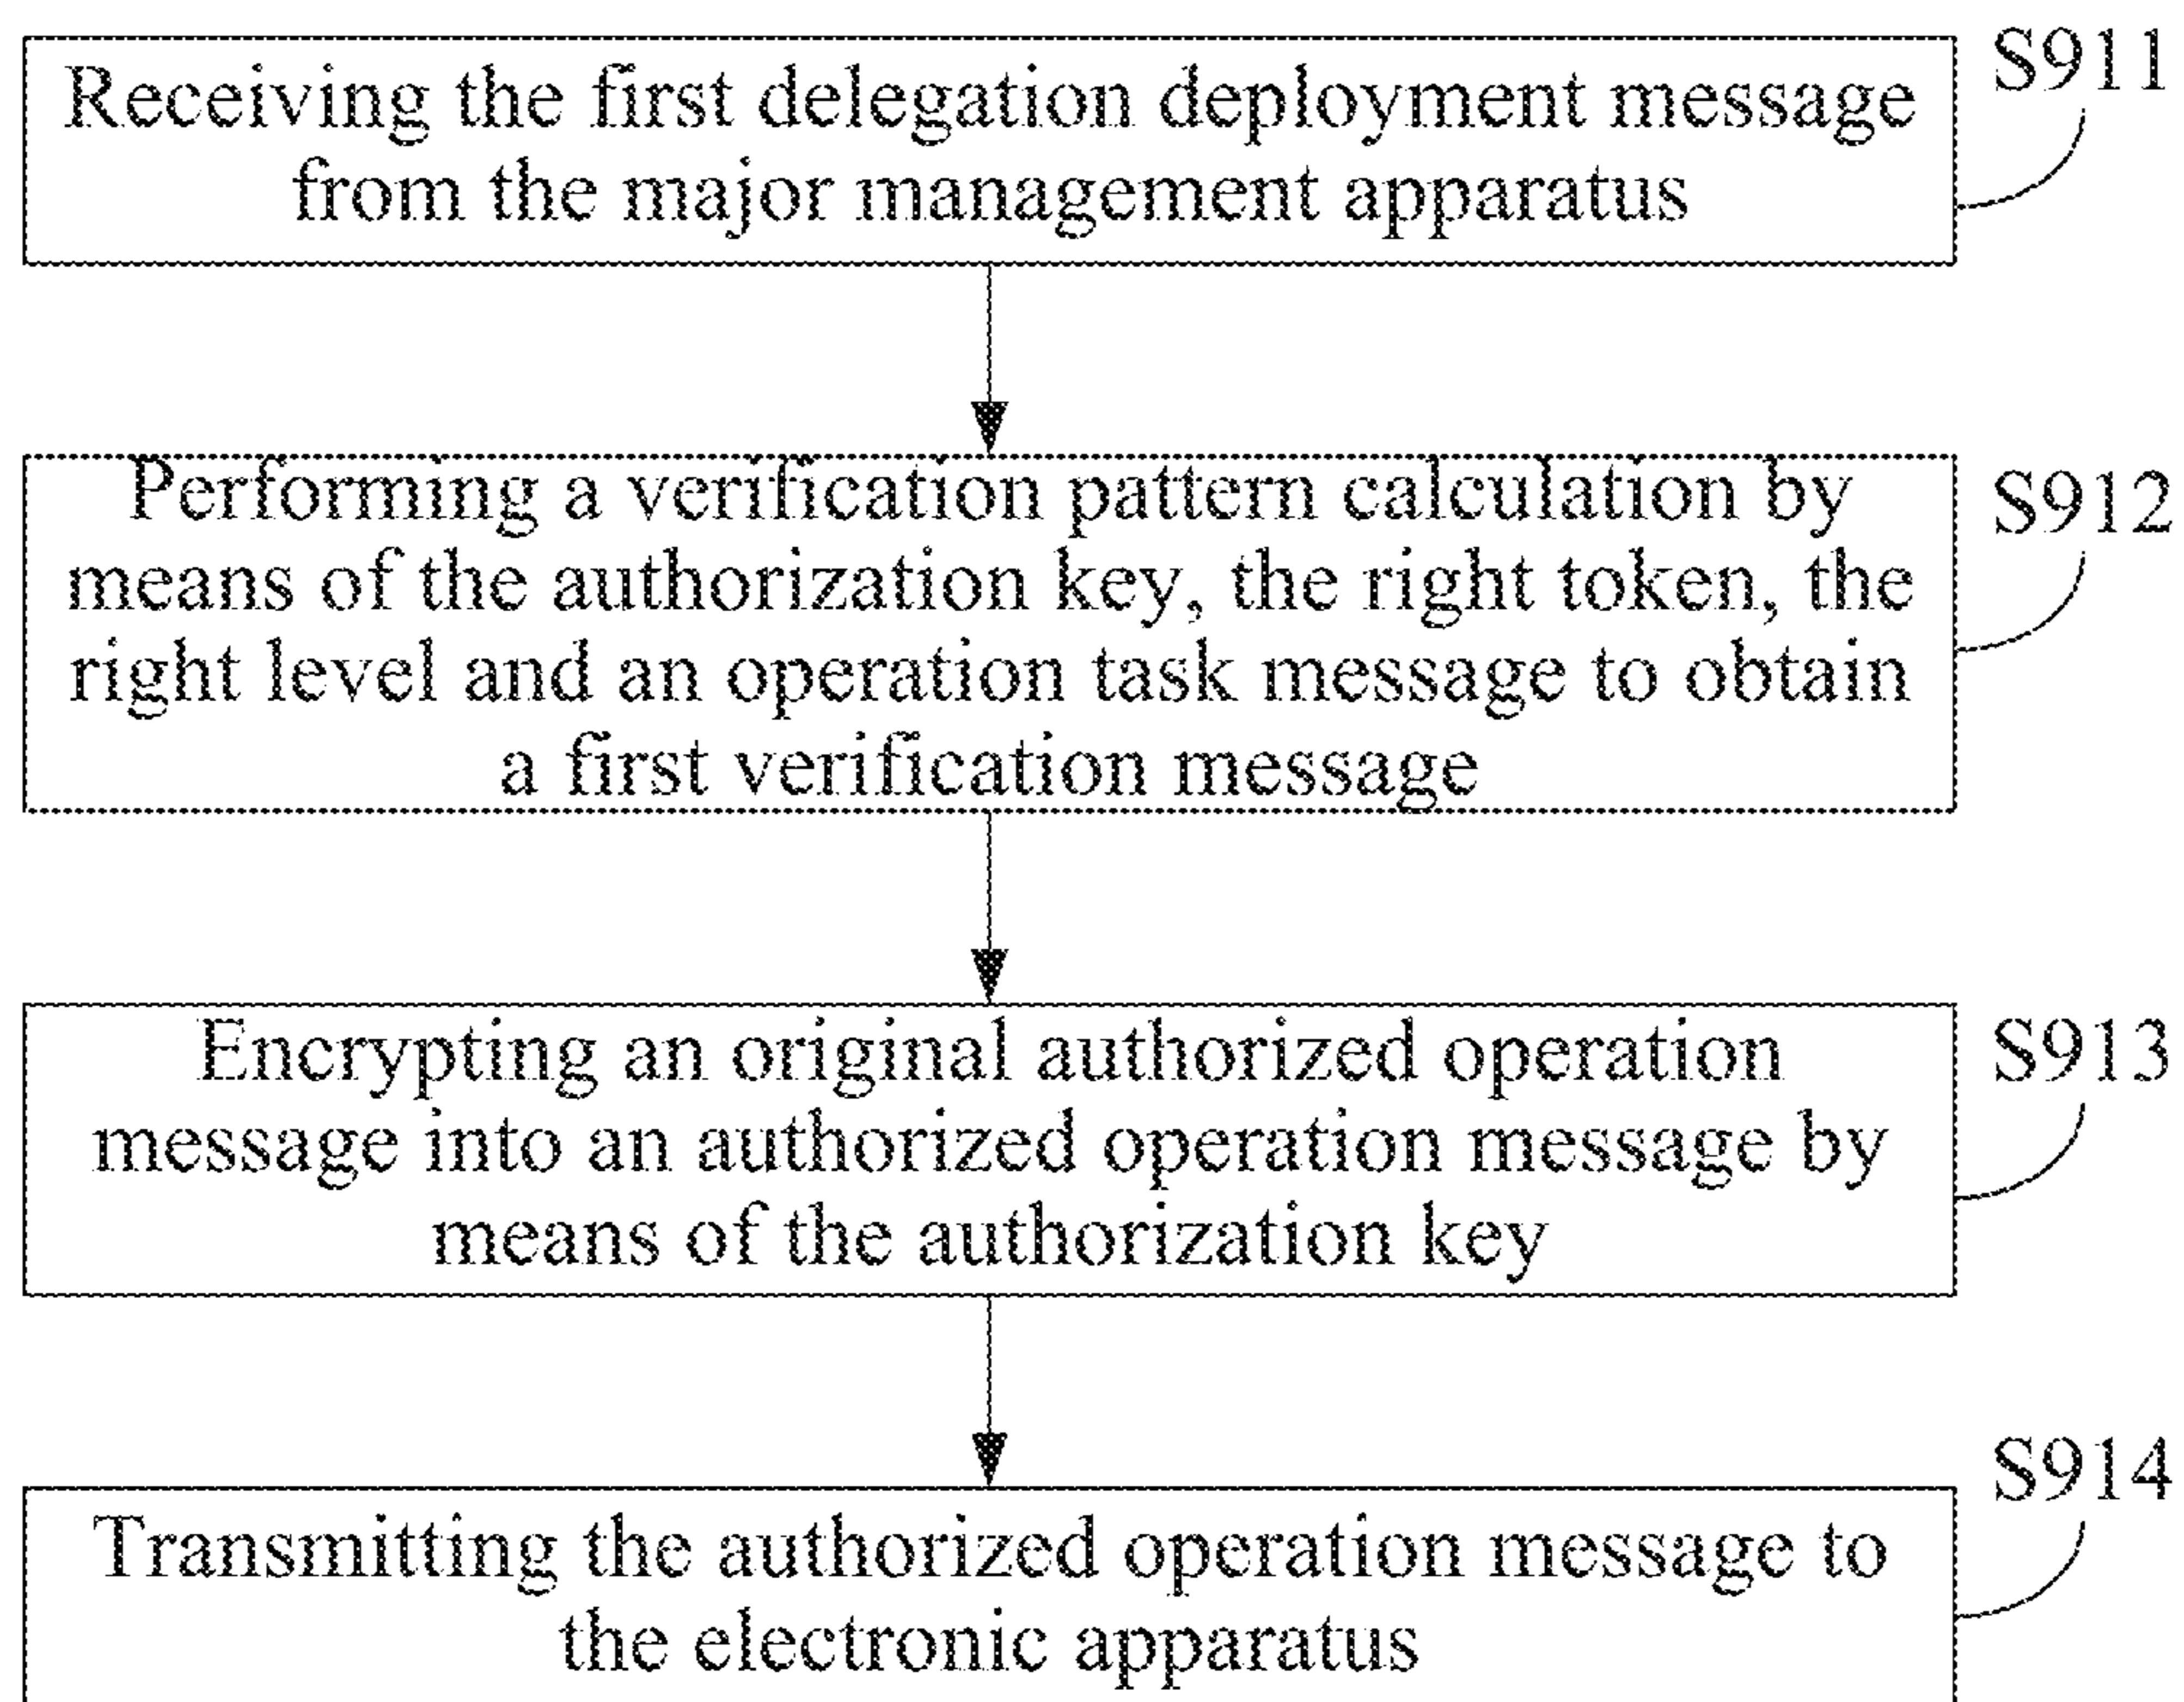 Receiving the first delegation deployment message
from the major management apparatus
S911
Performing a verification pattern calculation by
means of the authorization key, the right token, the
right level and an operation task message to obtain
a first verification message
S912
Encrypting an original authorized operation
message into an authorized operation message by
means of the authorization key
S913
Transmitting the authorized operation message to
the electronic apparatus
S914